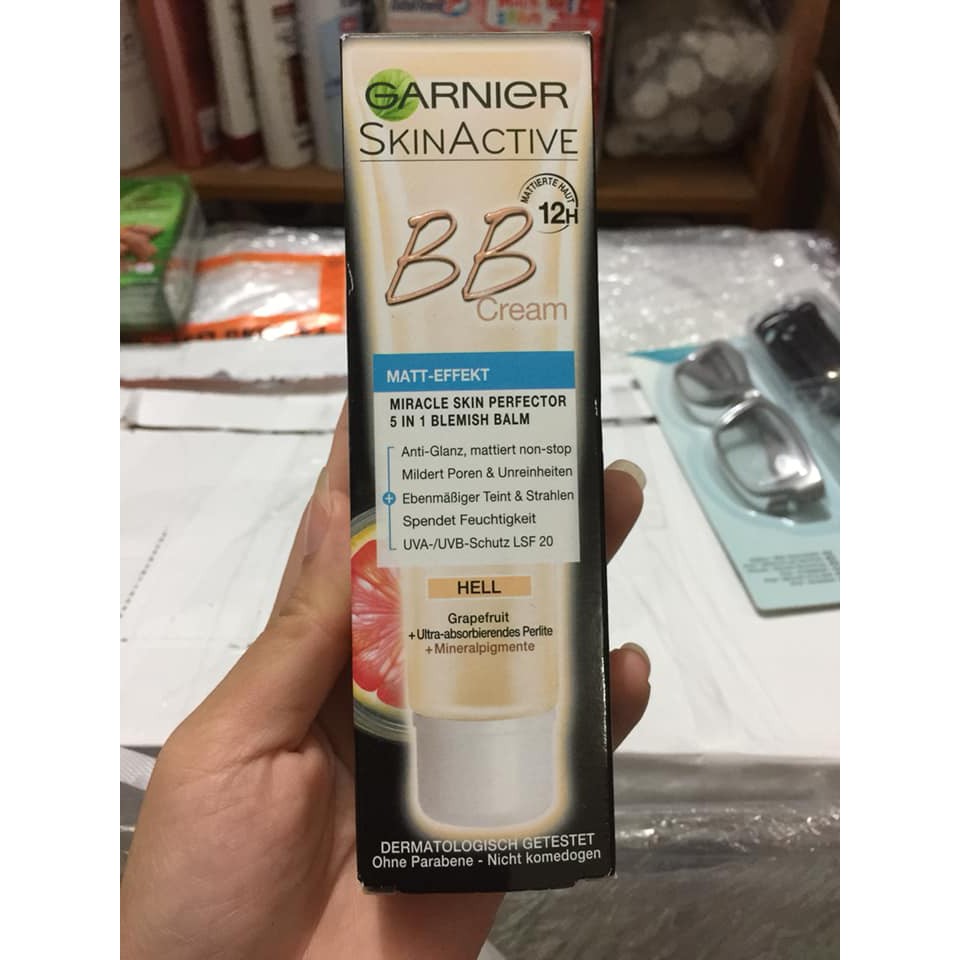 GARNIER
SKINACTIVE
MATTIERTE HAUT
12H
BB
Cream
MATT-EFFEKT
MIRACLE SKIN PERFECTOR
5 IN 1 BLEMISH BALM
Anti-Glanz, mattiert non-stop
Mildert Poren & Unreinheiten
+ Ebenmäßiger Teint & Strahlen
Spendet Feuchtigkeit
UVA-/UVB-Schutz LSF 20
HELL
Grapefruit
+ Ultra-absorbierendes Perlite
+ Mineralpigmente
DERMATOLOGISCH GETESTET
Ohne Parabene - Nicht komedogen